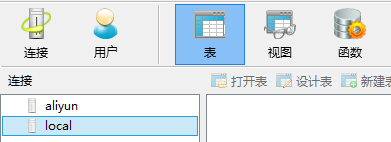 连接 用户 表 视图 函数
连接 打开表 设计表 新建表
aliyun
local